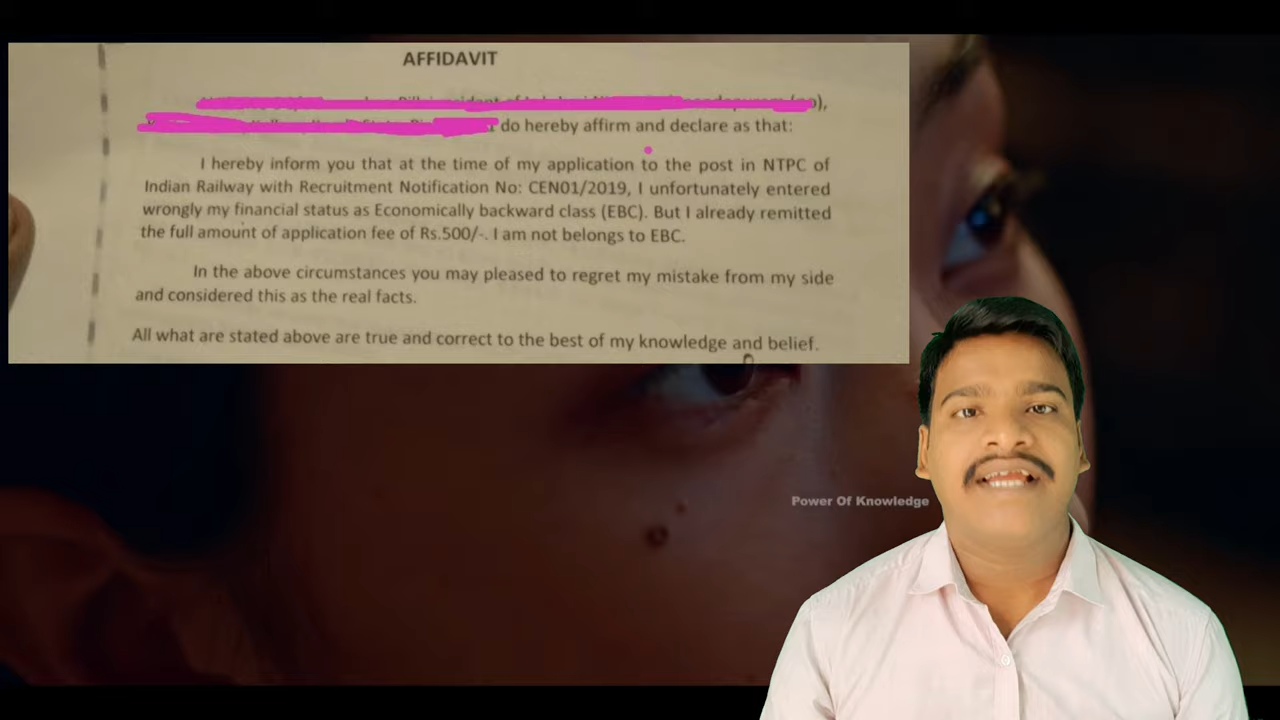 AFFIDAVIT
do hereby affirm and declare as that:
I hereby inform you that at the time of my application to the post in NTPC of
Indian Railway with Recruitment Notification No: CEN01/2019, I unfortunately entered
wrongly my financial status as Economically backward class (EBC). But I already remitted
the full amount of application fee of Rs.500/-. I am not belongs to EBC.
In the above circumstances you may pleased to regret my mistake from my side
and considered this as the real facts.
All what are stated above are true and correct to the best of my knowledge and belief.
Power Of Knowledge